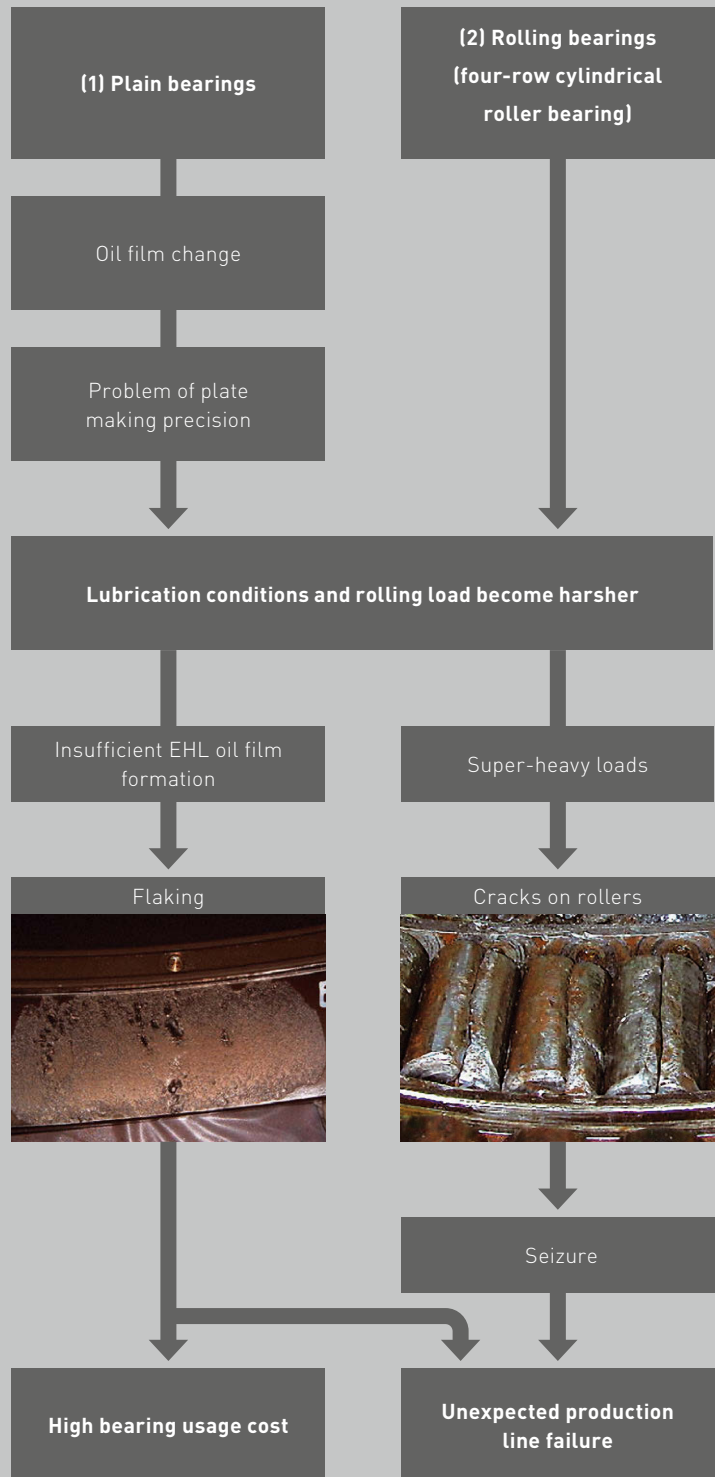 (1) Plain bearings
(2) Rolling bearings
(four-row cylindrical
roller bearing)
Oil film change
Problem of plate
making precision
Lubrication conditions and rolling load become harsher
Insufficient EHL oil film
formation
Super-heavy loads
Flaking
Cracks on rollers
Seizure
High bearing usage cost
Unexpected production
line failure